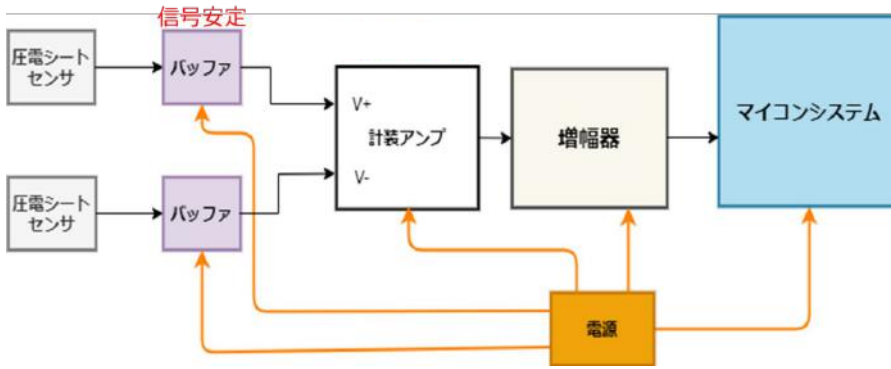 信号安定
圧電シート
センサ
バッファ
V+
計装アンプ
V-
増幅器
マイコンシステム
圧電シート
センサ
バッファ
電源